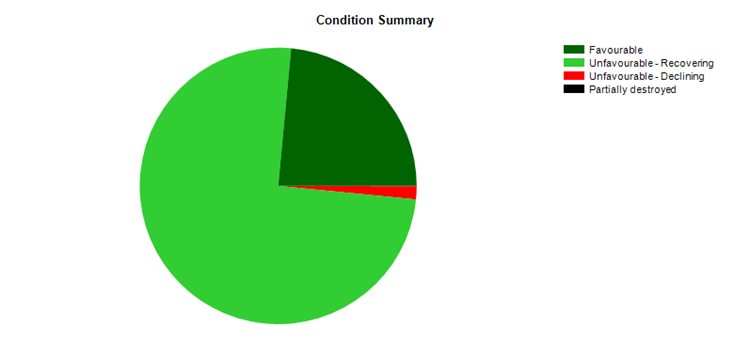 Condition Summary
Favourable
Unfavourable - Recovering
Unfavourable - Declining
Partially destroyed